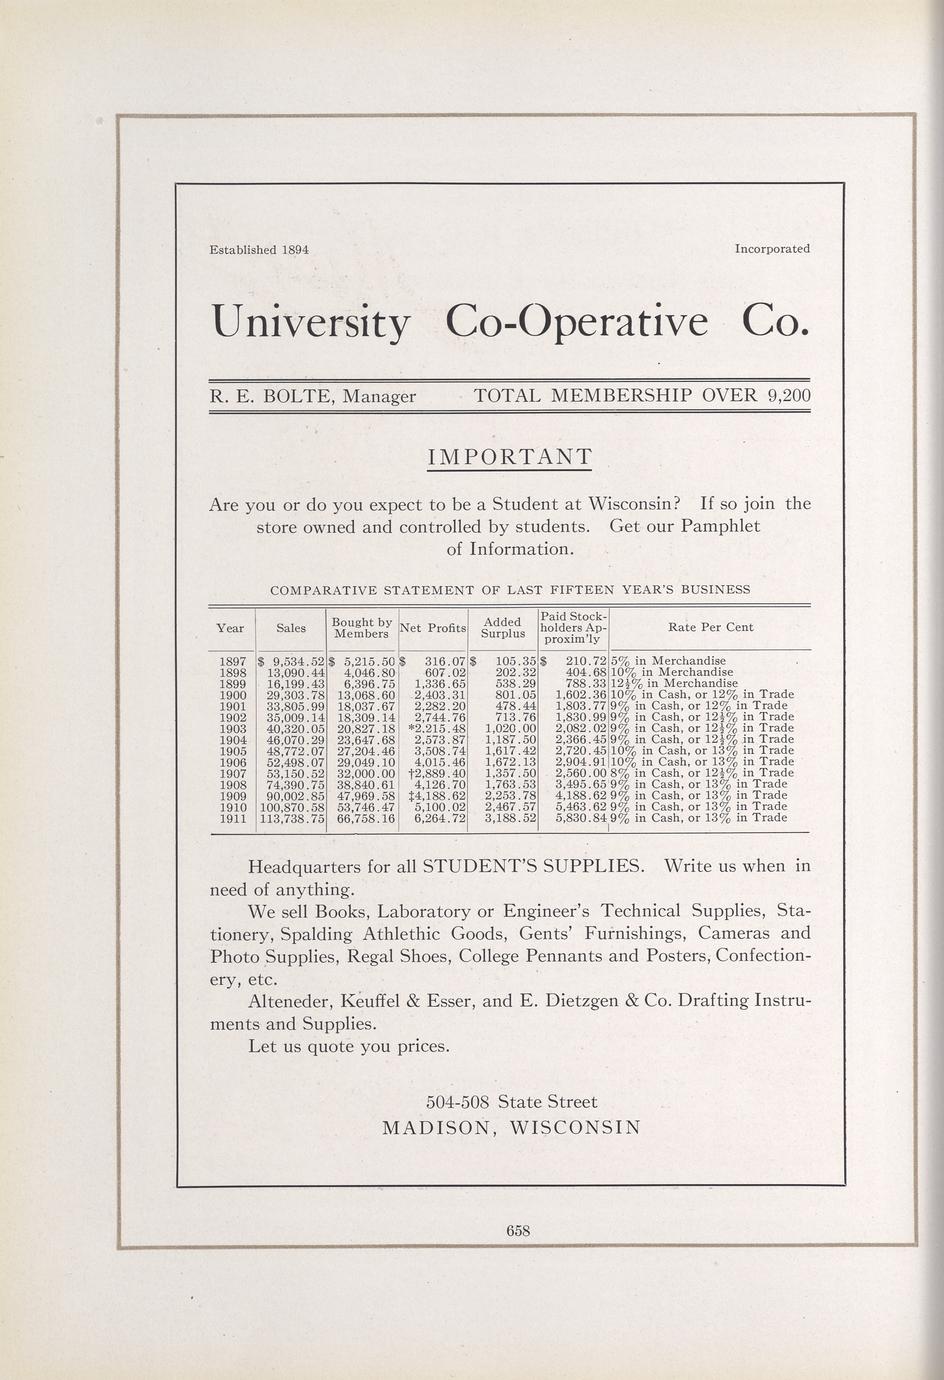 Established 1894 Incorporated
University Co-Operative Co.
R. E. BOLTE, Manager TOTAL MEMBERSHIP OVER 9,200
IMPORTANT
Are you or do you expect to be a Student at Wisconsin? If so join the
store owned and controlled by students. Get our Pamphlet
of Information.
COMPARATIVE STATEMENT OF LAST FIFTEEN YEAR'S BUSINESS
Year Sales Bought by Members Net Profits Added Surplus Paid Stock-holders Ap-proxim'ly Rate Per Cent
1897 $ 9,534.52 $ 5,215.50 $ 316.07 $ 105.35 $ 210.72 5% in Merchandise
1898 13,090.44 4,046.80 607.02 202.32 404.68 10% in Merchandise
1899 16,199.43 6,396.75 1,336.65 538.29 788.33 12½% in Merchandise
1900 29,303.78 13,068.60 2,403.31 801.05 1,602.36 10% in Cash, or 12% in Trade
1901 33,805.99 18,037.67 2,282.20 478.44 1,803.77 9% in Cash, or 12% in Trade
1902 35,009.14 18,309.14 2,744.76 713.76 1,830.99 9% in Cash, or 12½% in Trade
1903 40,320.05 20,827.18 *2.215.48 1,020.00 2,082.02 9% in Cash, or 12½% in Trade
1904 46,070.29 23,647.68 2,573.87 1,187.50 2,366.45 9% in Cash, or 12½% in Trade
1905 48,772.07 27,204.46 3,508.74 1,617.42 2,720.45 10% in Cash, or 13% in Trade
1906 52,498.07 29,049.10 4,015.46 1,672.13 2,904.91 10% in Cash, or 13% in Trade
1907 53,150.52 32,000.00 †2,889.40 1,357.50 2,560.00 8% in Cash, or 12½% in Trade
1908 74,390.75 38,840.61 4,126.70 1,763.53 3,495.65 9% in Cash, or 13% in Trade
1909 90,002.85 47,969.58 ‡4,188.62 2,253.78 4,188.62 9% in Cash, or 13% in Trade
1910 100,870.58 53,746.47 5,100.02 2,467.57 5,463.62 9% in Cash, or 13% in Trade
1911 113,738.75 66,758.16 6,264.72 3,188.52 5,830.84 9% in Cash, or 13% in Trade
Headquarters for all STUDENT'S SUPPLIES. Write us when in
need of anything.
We sell Books, Laboratory or Engineer's Technical Supplies, Sta-
tionery, Spalding Athlethic Goods, Gents' Furnishings, Cameras and
Photo Supplies, Regal Shoes, College Pennants and Posters, Confection-
ery, etc.
Alteneder, Keuffel & Esser, and E. Dietzgen & Co. Drafting Instru-
ments and Supplies.
Let us quote you prices.
504-508 State Street
MADISON, WISCONSIN
658